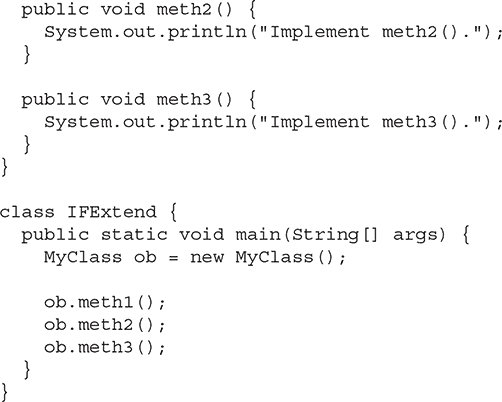 public void meth2() {
System.out.println("Implement meth2().");
}
public void meth3() {
System.out.println("Implement meth3().");
}
}
class IFExtend {
public static void main(String[] args) {
MyClass ob = new MyClass();
ob.meth1();
ob.meth2();
ob.meth3();
}
}